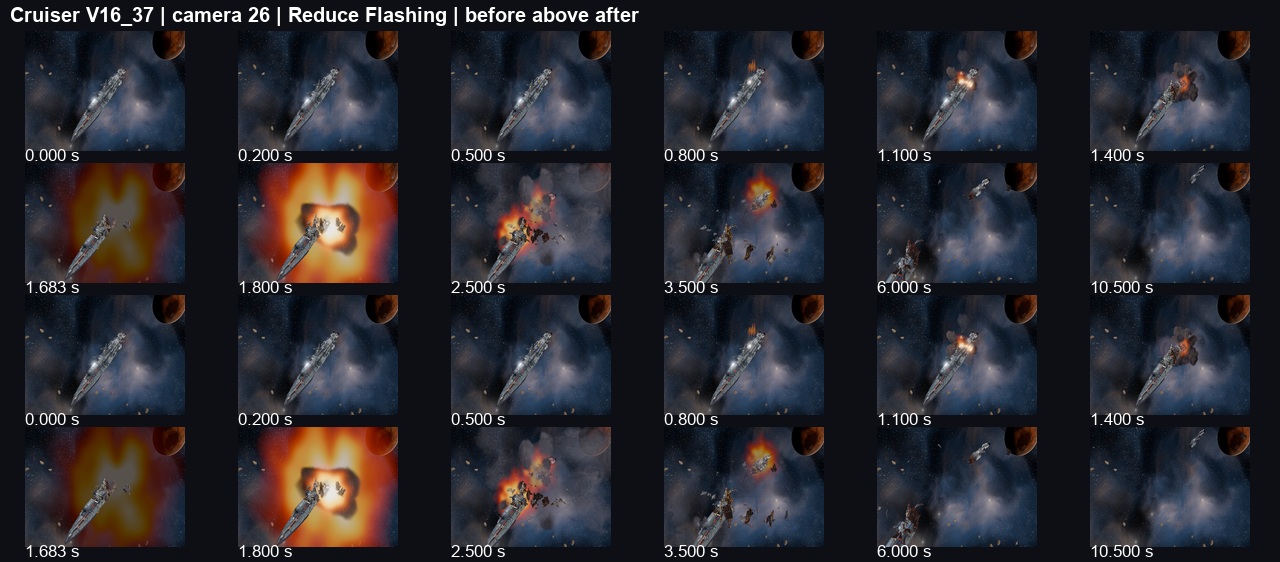 Cruiser V16_37 | camera 26 | Reduce Flashing | before above after
0.000 s 0.200 s 0.500 s 0.800 s 1.100 s 1.400 s
1.683 s 1.800 s 2.500 s 3.500 s 6.000 s 10.500 s
0.000 s 0.200 s 0.500 s 0.800 s 1.100 s 1.400 s
1.683 s 1.800 s 2.500 s 3.500 s 6.000 s 10.500 s